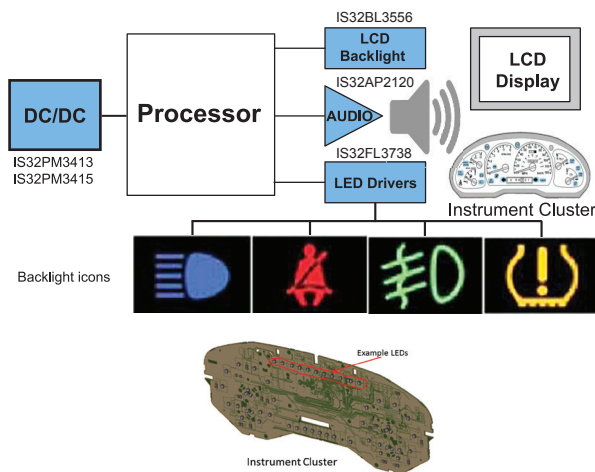 IS32BL3556
LCD
Backlight
LCD
Display
IS32AP2120
DC/DC
Processor
AUDIO
IS32PM3413
IS32PM3415
IS32FL3738
LED Drivers
Instrument Cluster
Backlight icons
Example LEDs
Instrument Cluster